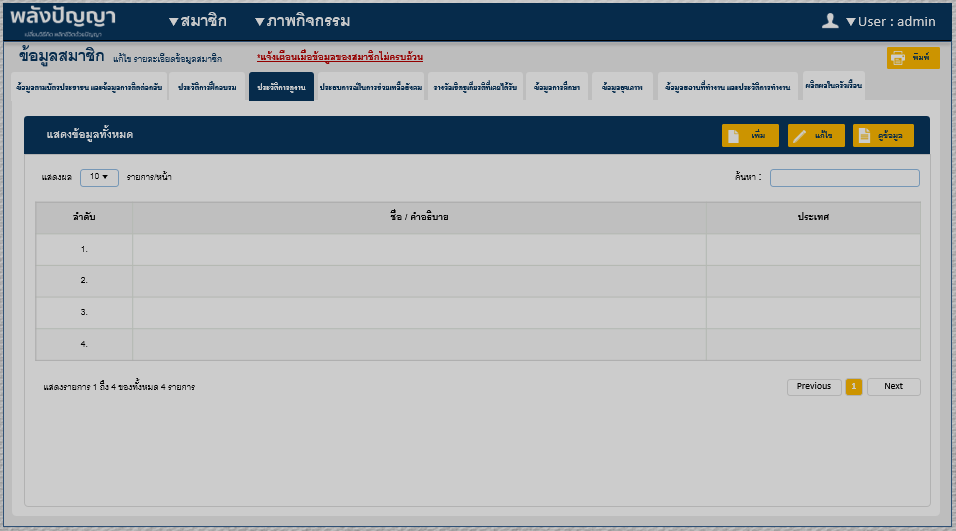 พลังปัญญา
▼สมาชิก ▼ภาพกิจกรรม ▼User : admin
เปลี่ยนวิธีคิด พลิกชีวิตด้วยปัญญา
ข้อมูลสมาชิก แก้ไข รายละเอียดข้อมูลสมาชิก *แจ้งเตือนเมื่อข้อมูลของสมาชิกไม่ครบถ้วน พิมพ์
ข้อมูลตามบัตรประชาชน และข้อมูลการติดต่อกลับ ประวัติการฝึกอบรม ประวัติการดูงาน ประสบการณ์ในการช่วยเหลือสังคม รางวัลเชิดชูเกียรติที่เคยได้รับ ข้อมูลการศึกษา ข้อมูลสุขภาพ ข้อมูลสถานที่ทำงาน และประวัติการทำงาน ผลิตผลในครัวเรือน
แสดงข้อมูลทั้งหมด เพิ่ม แก้ไข ดูข้อมูล
แสดงผล 10 ▼ รายการ/หน้า ค้นหา :
ลำดับ ชื่อ / คำอธิบาย ประเทศ
1.
2.
3.
4.
แสดงรายการ 1 ถึง 4 ของทั้งหมด 4 รายการ Previous 1 Next